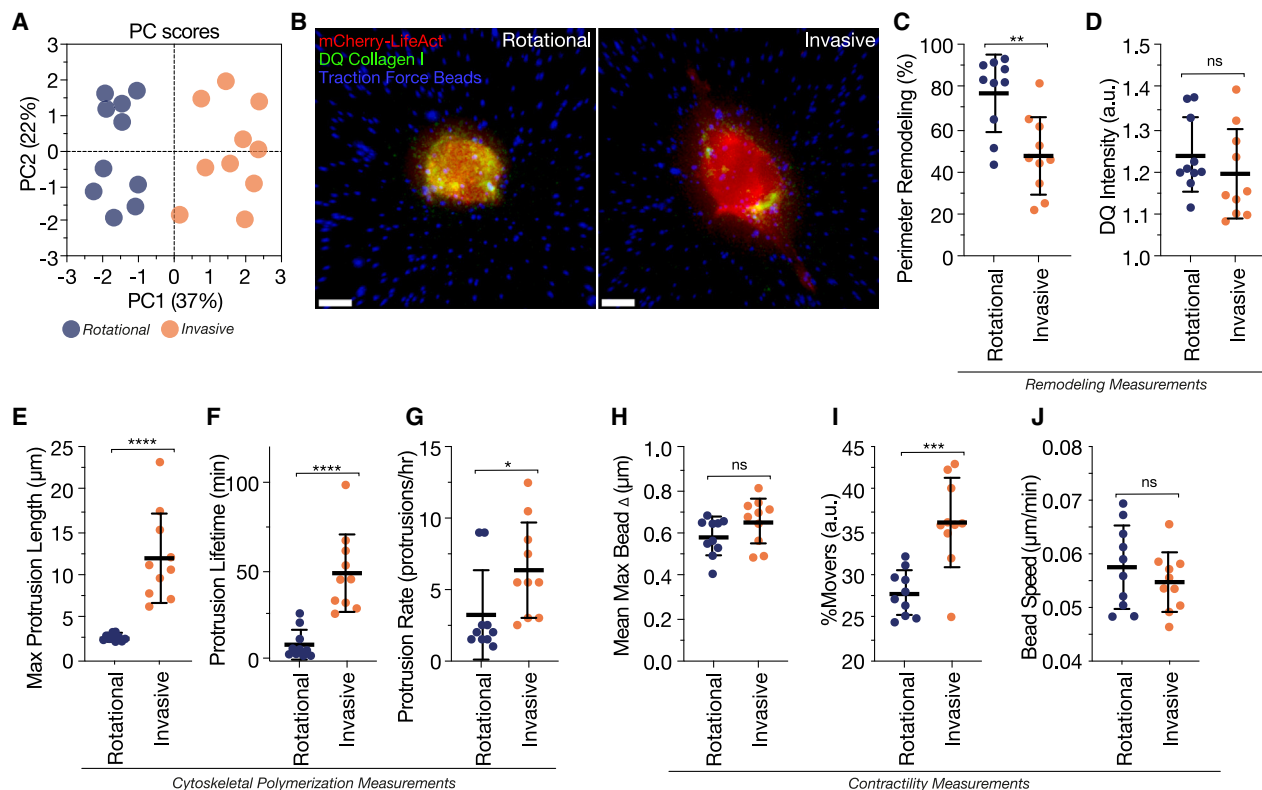 A
PC scores
PC2 (22%)
3
2
1
0
-1
-2
-3
-3
-2
-1
0
1
2
3
PC1 (37%)
Rotational
Invasive
B
mCherry-LifeAct
DQ Collagen I
Traction Force Beads
Rotational
Invasive
C
Perimeter Remodeling (%)
100
80
60
40
20
0
**
Rotational
Invasive
D
DQ Intensity (a.u.)
1.5
1.4
1.3
1.2
1.1
1.0
ns
Rotational
Invasive
Remodeling Measurements
E
Max Protrusion Length (µm)
25
20
15
10
5
0
****
Rotational
Invasive
F
Protrusion Lifetime (min)
100
50
0
****
Rotational
Invasive
G
Protrusion Rate (protrusions/hr)
15
10
5
0
*
Rotational
Invasive
Cytoskeletal Polymerization Measurements
H
Mean Max Bead Δ (µm)
1.0
0.8
0.6
0.4
0.2
0.0
ns
Rotational
Invasive
I
%Movers (a.u.)
45
40
35
30
25
20
***
Rotational
Invasive
J
Bead Speed (µm/min)
0.08
0.07
0.06
0.05
0.04
ns
Rotational
Invasive
Contractility Measurements